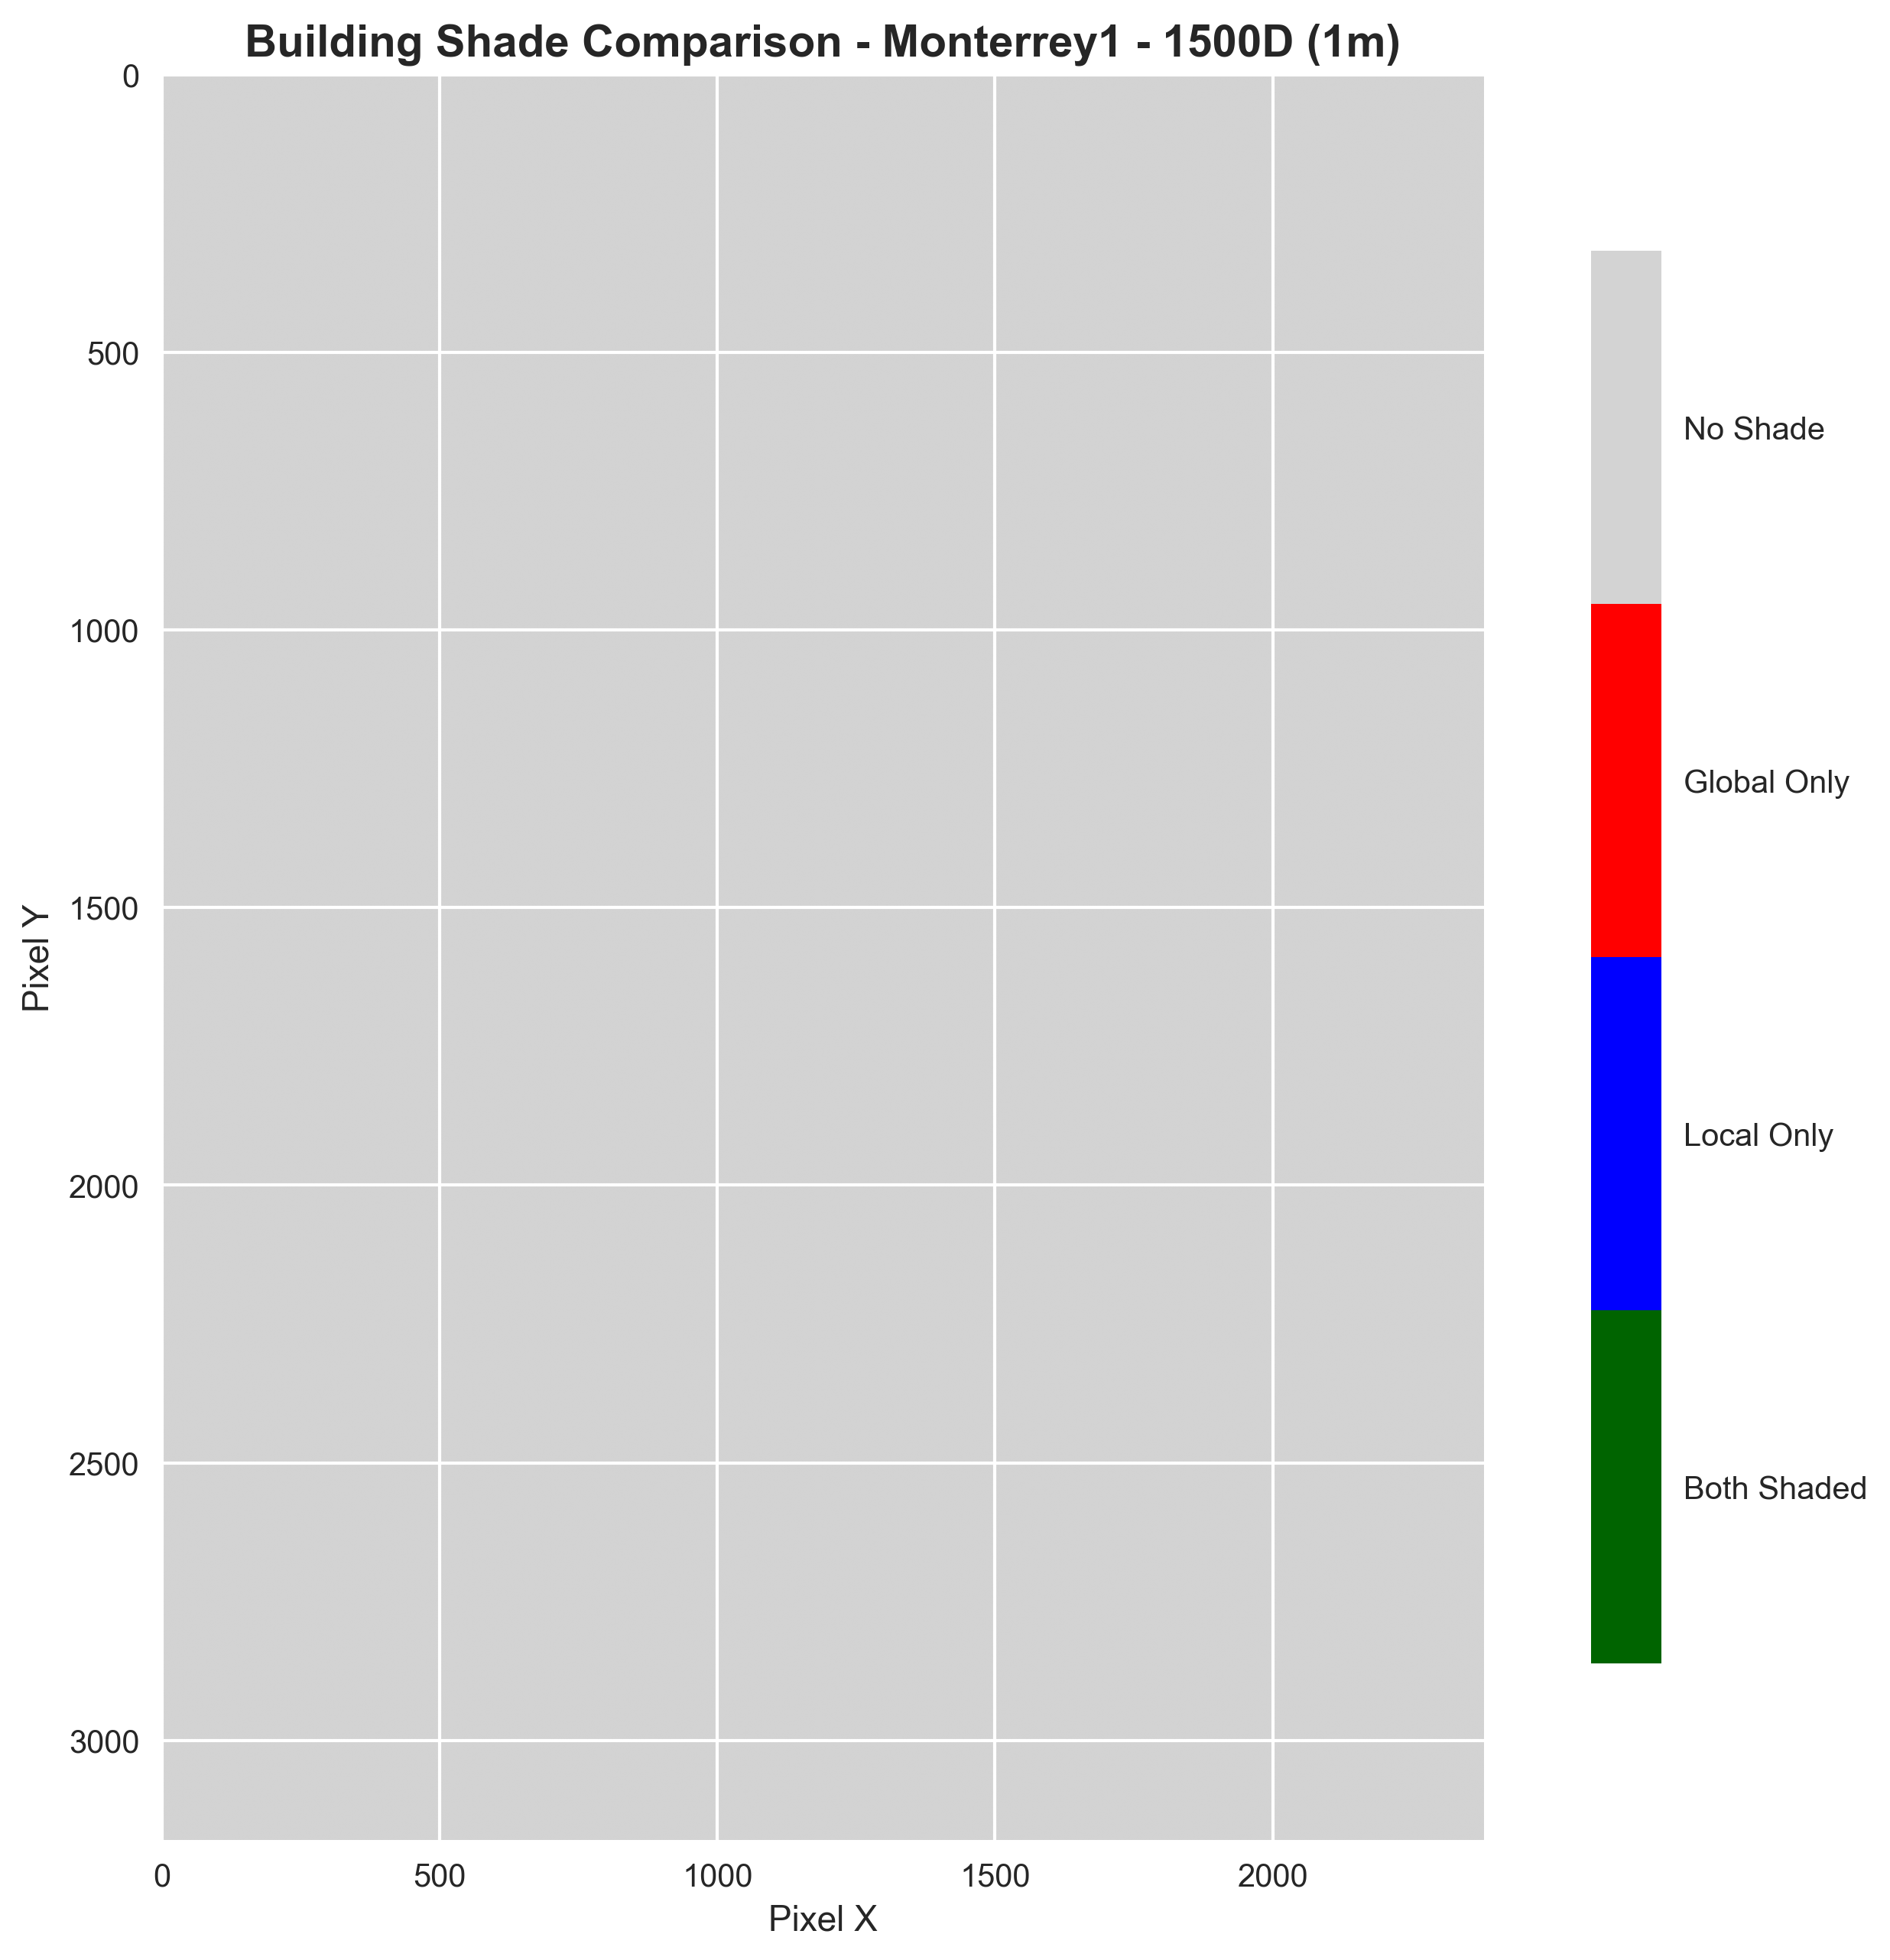 Building Shade Comparison - Monterrey1 - 1500D (1m)
0
500
1000
1500
2000
2500
3000
Pixel Y
0 500 1000 1500 2000
Pixel X
No Shade
Global Only
Local Only
Both Shaded